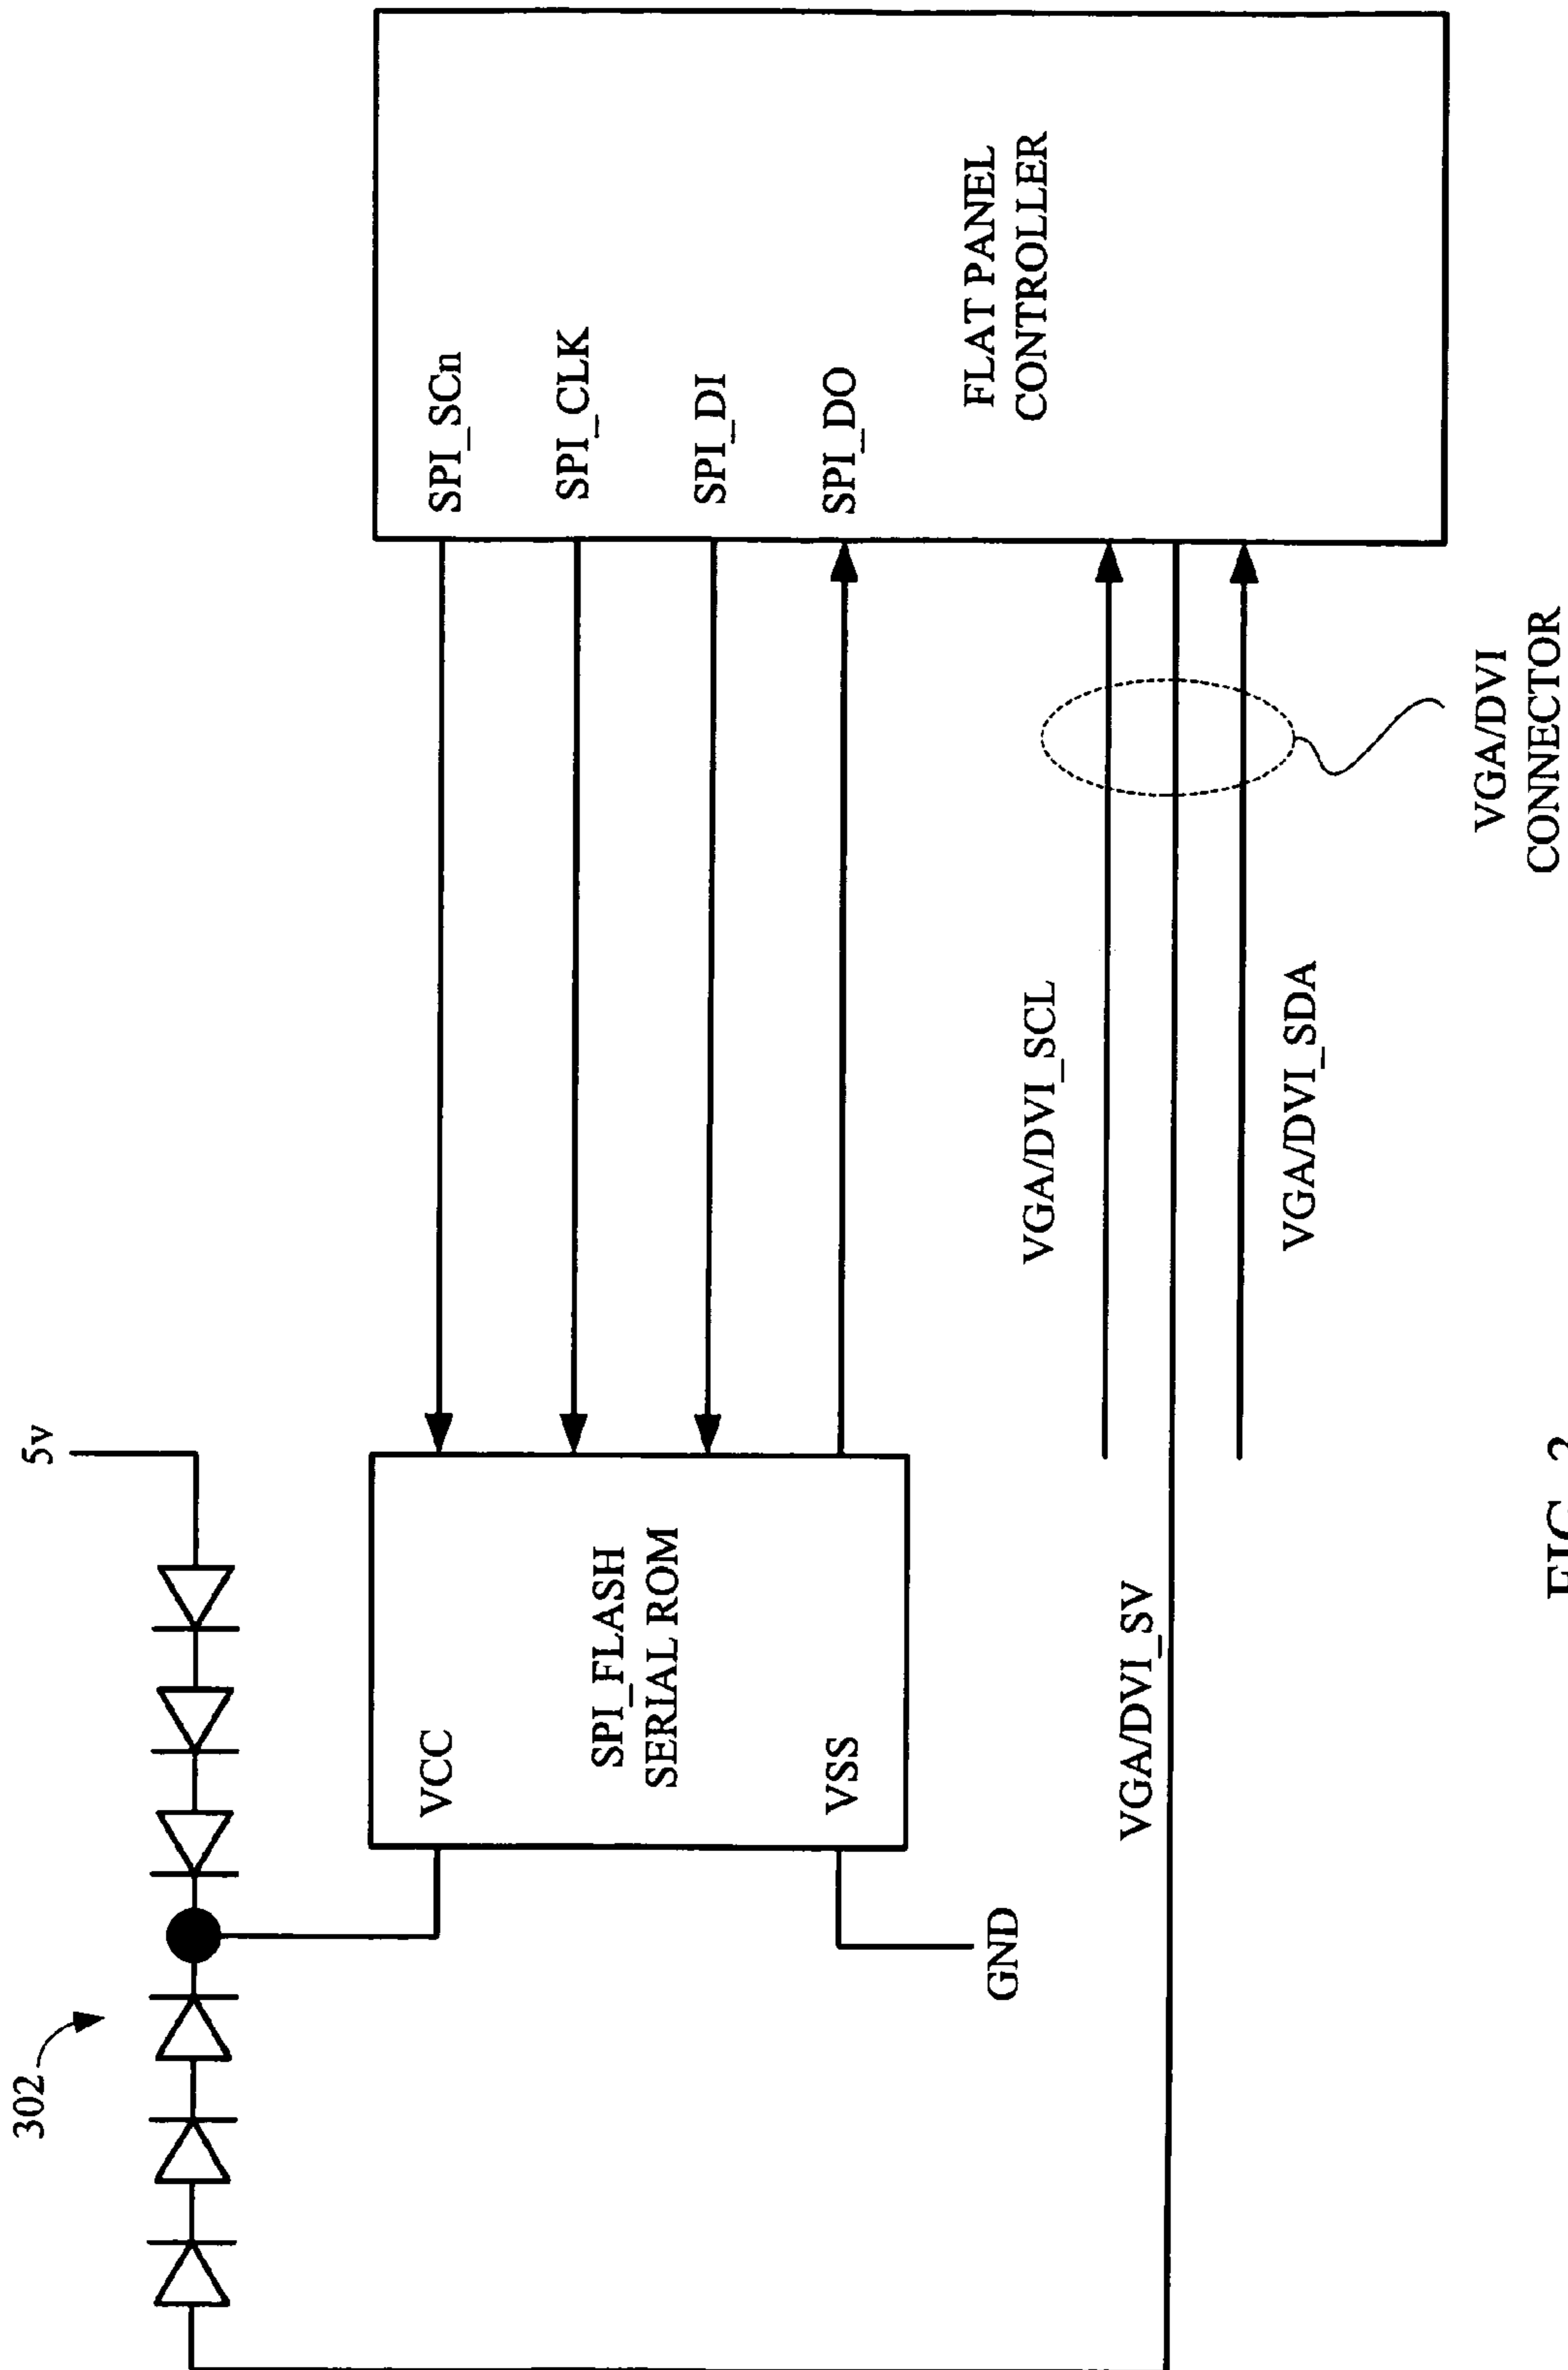 302
5v
VCC
SPI_SCn
SPI_CLK
SPI_FLASH
SERIAL ROM
SPI_DI
VSS
SPI_DO
GND
FLAT PANEL
CONTROLLER
VGA/DVI_SCL
VGA/DVI_SV
VGA/DVI_SDA
VGA/DVI
CONNECTOR
FIG